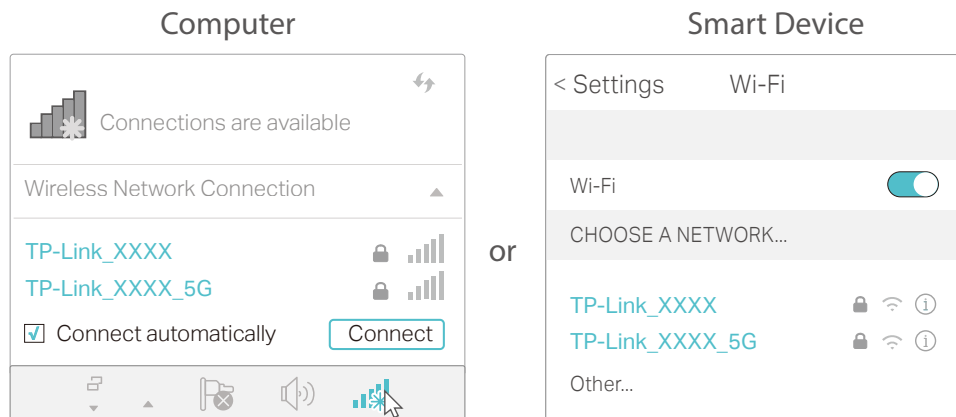 Computer
Connections are available
Wireless Network Connection
TP-Link_XXXX
TP-Link_XXXX_5G
Connect automatically
Connect
or
Smart Device
< Settings
Wi-Fi
Wi-Fi
CHOOSE A NETWORK...
TP-Link_XXXX
TP-Link_XXXX_5G
Other...